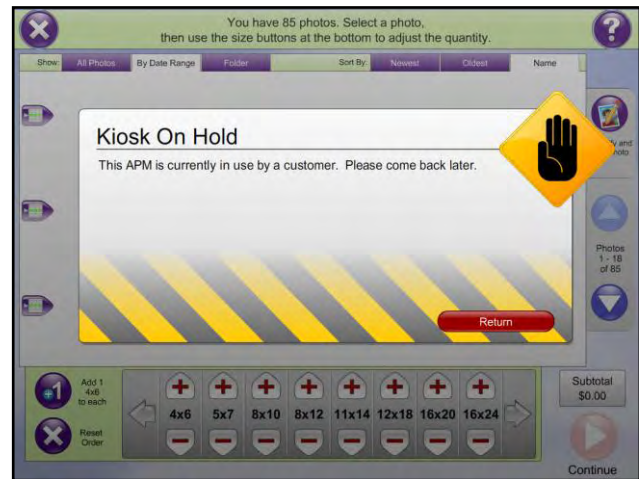 You have 85 photos. Select a photo,
then use the size buttons at the bottom to adjust the quantity.
Show: All Photos By Date Range Folder Sort By: Newest Oldest Name
Kiosk On Hold
This APM is currently in use by a customer. Please come back later.
Return
Photos
1 - 18
of 85
+1
Add 1
4x6
to each
Reset
Order
4x6 5x7 8x10 8x12 11x14 12x18 16x20 16x24
Subtotal
$0.00
Continue